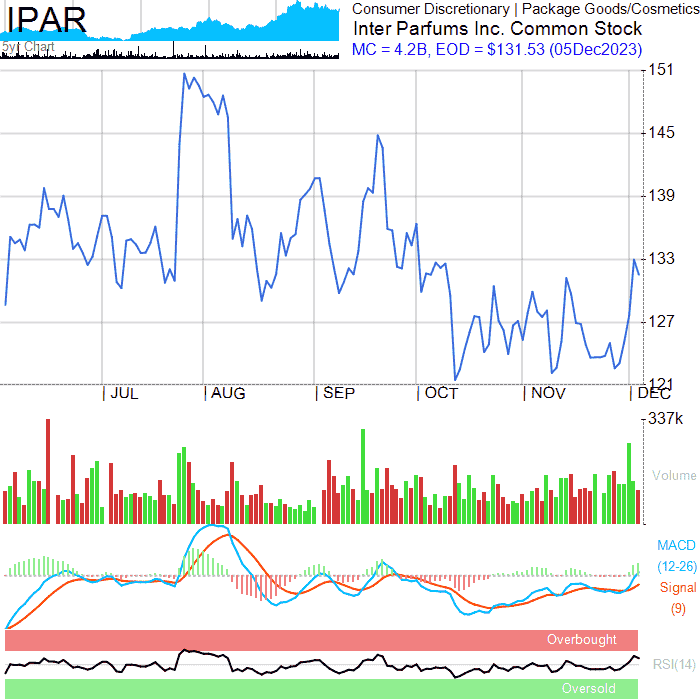 IPAR
5yr Chart
Consumer Discretionary | Package Goods/Cosmetics
Inter Parfums Inc. Common Stock
MC = 4.2B, EOD = $131.53 (05Dec2023)
151
145
139
133
127
121
| JUL | AUG | SEP | OCT | NOV | DEC
337k
Volume
MACD
(12-26)
Signal
(9)
Overbought
RSI(14)
Oversold